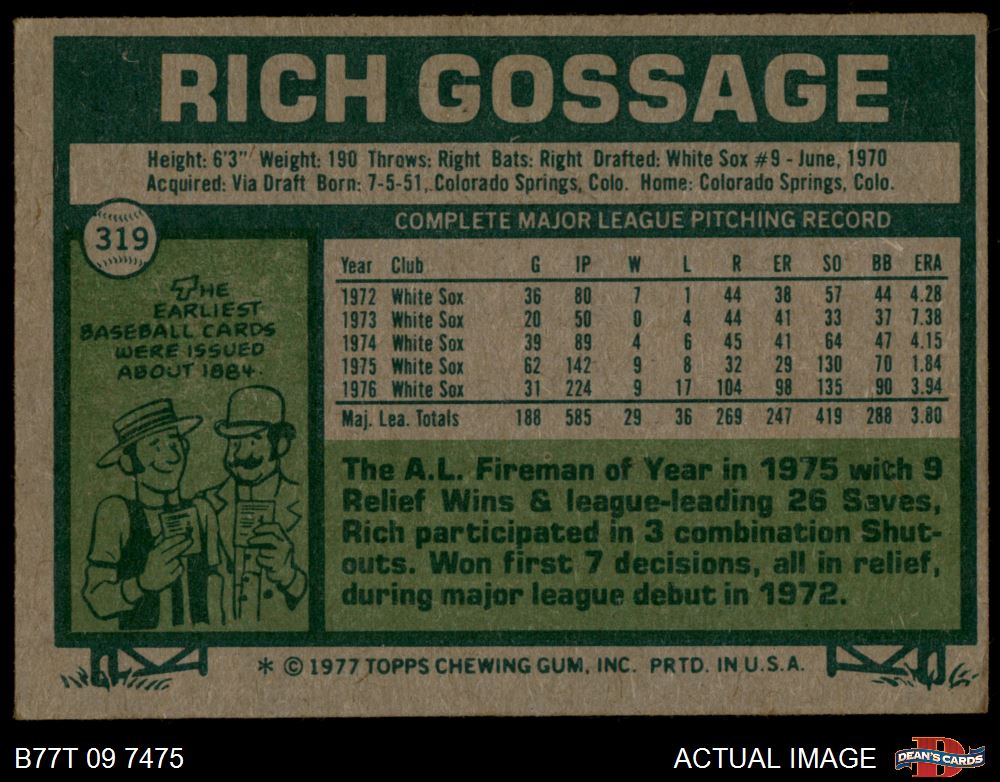 RICH GOSSAGE
Height: 6'3" Weight: 190 Throws: Right Bats: Right Drafted: White Sox #9 - June, 1970
Acquired: Via Draft Born: 7-5-51, Colorado Springs, Colo. Home: Colorado Springs, Colo.
319
THE
EARLIEST
BASEBALL CARDS
WERE ISSUED
ABOUT 1884.
COMPLETE MAJOR LEAGUE PITCHING RECORD
Year Club G IP W L R ER SO BB ERA
1972 White Sox 36 80 7 1 44 38 57 44 4.28
1973 White Sox 20 50 0 4 44 41 33 37 7.38
1974 White Sox 39 89 4 6 45 41 64 47 4.15
1975 White Sox 62 142 9 8 32 29 130 70 1.84
1976 White Sox 31 224 9 17 104 98 135 90 3.94
Maj. Lea. Totals 188 585 29 36 269 247 419 288 3.80
The A.L. Fireman of Year in 1975 with 9
Relief Wins & league-leading 26 Saves,
Rich participated in 3 combination Shut-
outs. Won first 7 decisions, all in relief,
during major league debut in 1972.
* © 1977 TOPPS CHEWING GUM, INC. PRTD. IN U.S.A.
B77T 09 7475
ACTUAL IMAGE
D
DEAN'S CARDS